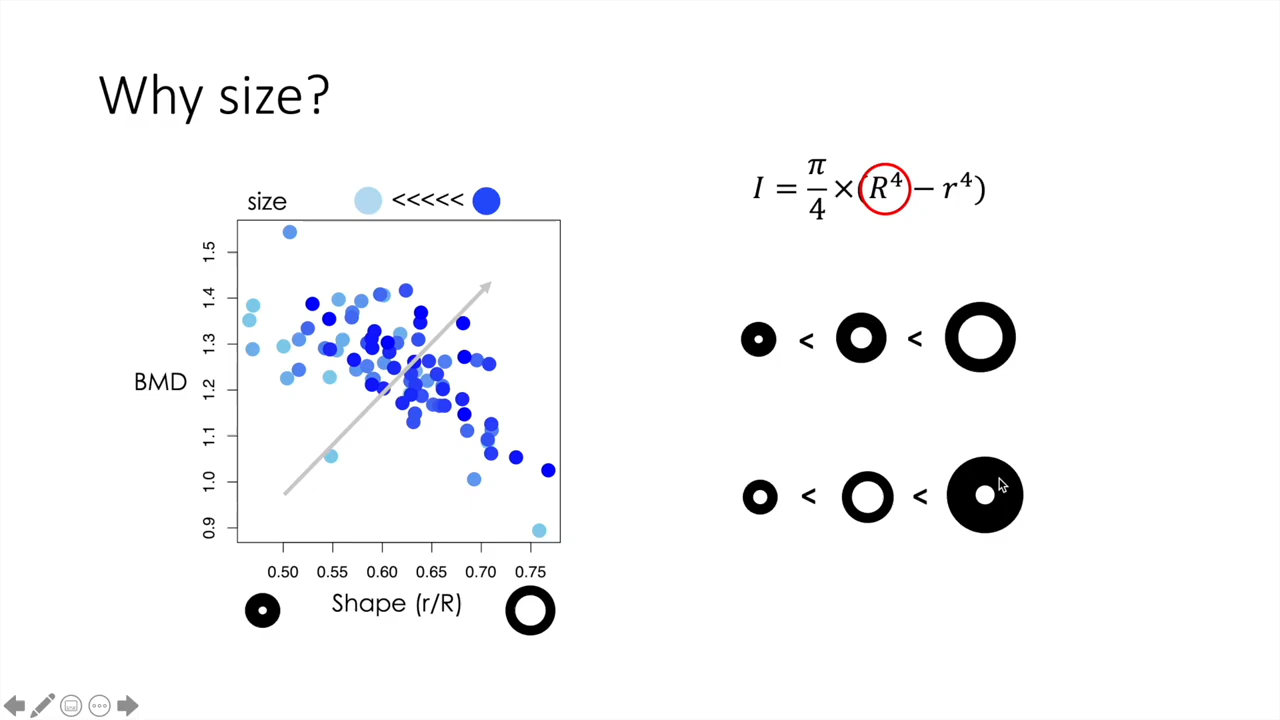 Why size?
size <<<<<
I = π/4 ×(R⁴ − r⁴)
BMD
1.5
1.4
1.3
1.2
1.1
1.0
0.9
< <
< <
0.50 0.55 0.60 0.65 0.70 0.75
Shape (r/R)